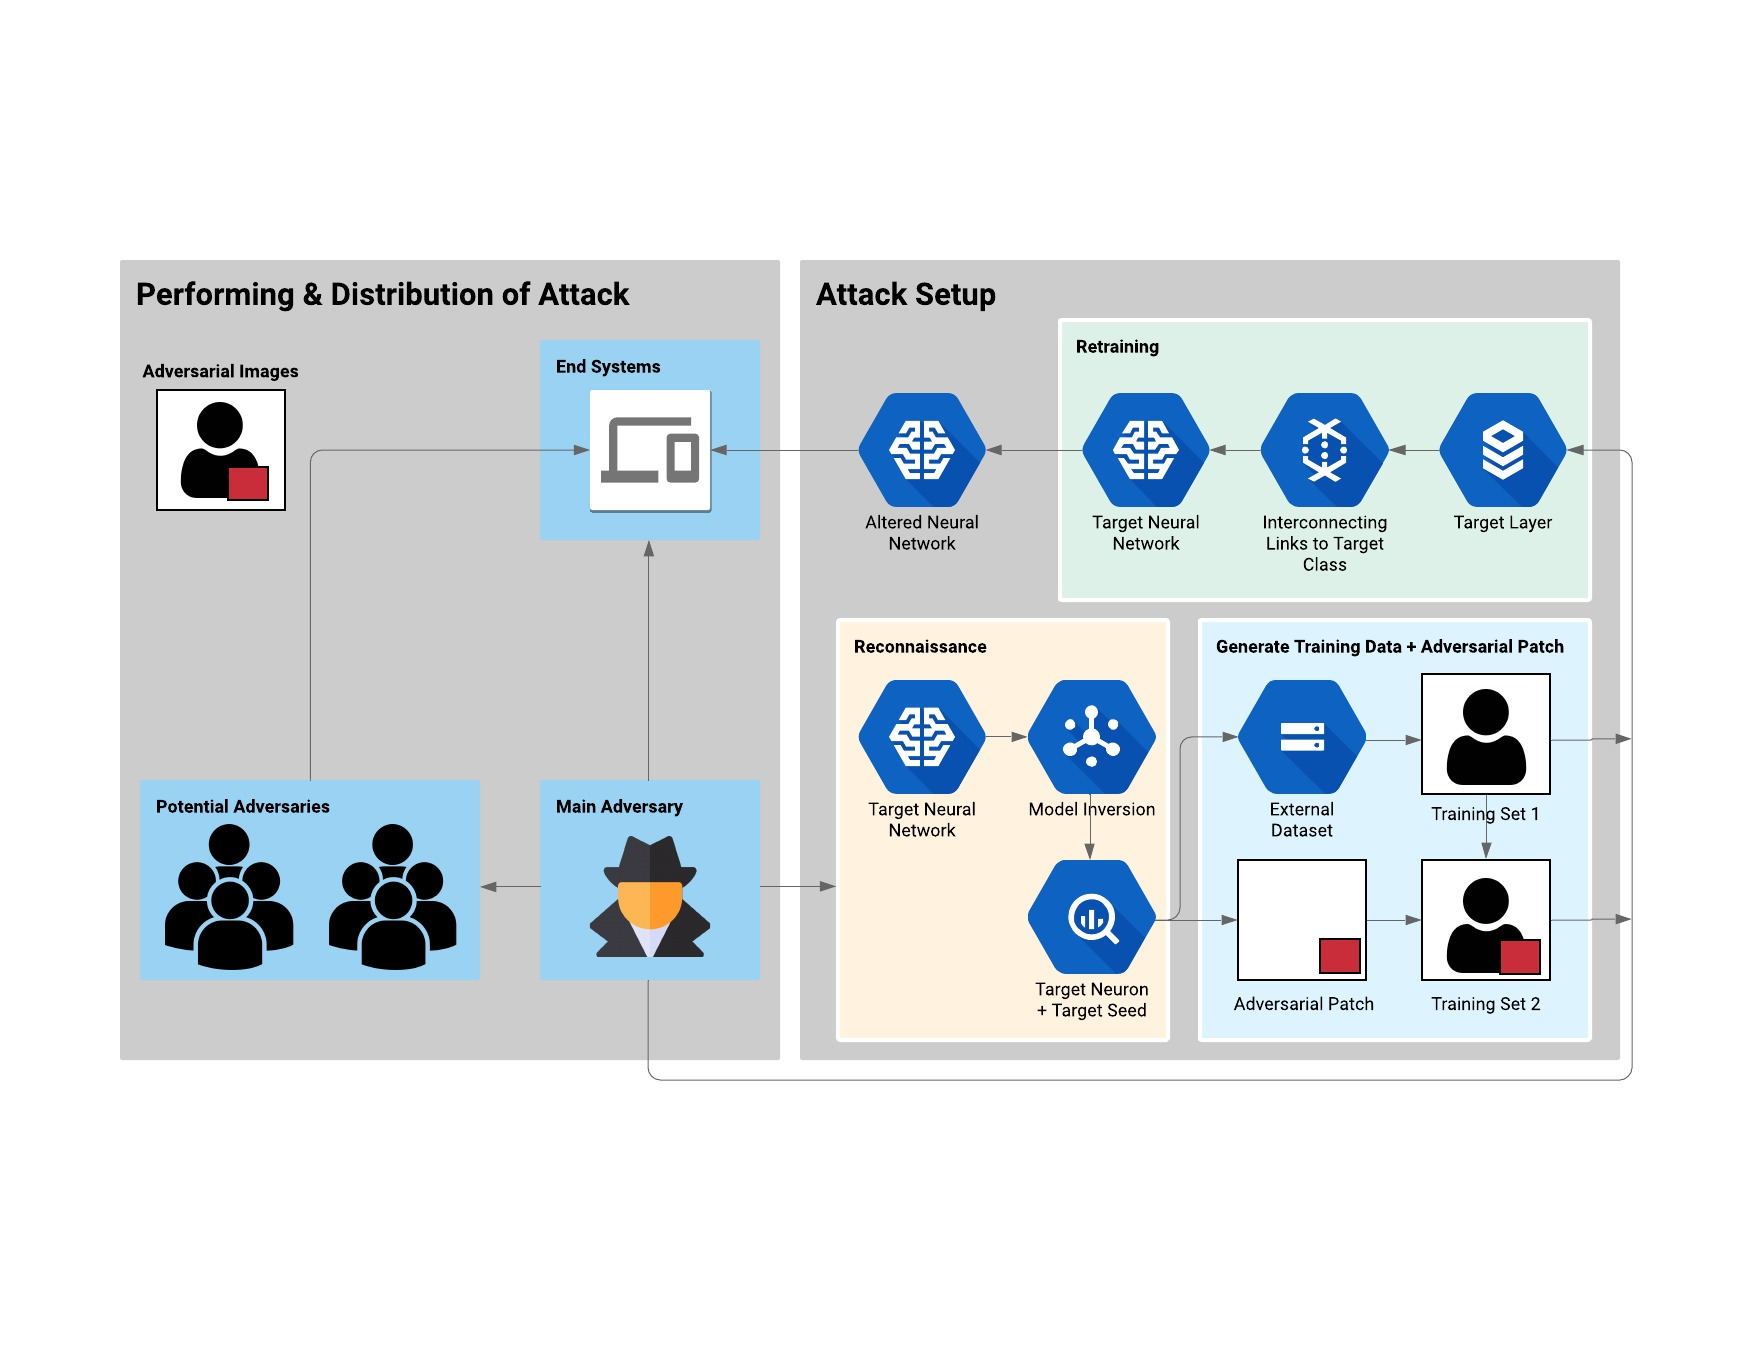 Performing & Distribution of Attack
Adversarial Images
End Systems
Potential Adversaries
Main Adversary
Attack Setup
Retraining
Altered Neural
Network
Target Neural
Network
Interconnecting
Links to Target
Class
Target Layer
Reconnaissance
Target Neural
Network
Model Inversion
Target Neuron
+ Target Seed
Generate Training Data + Adversarial Patch
External
Dataset
Training Set 1
Adversarial Patch
Training Set 2